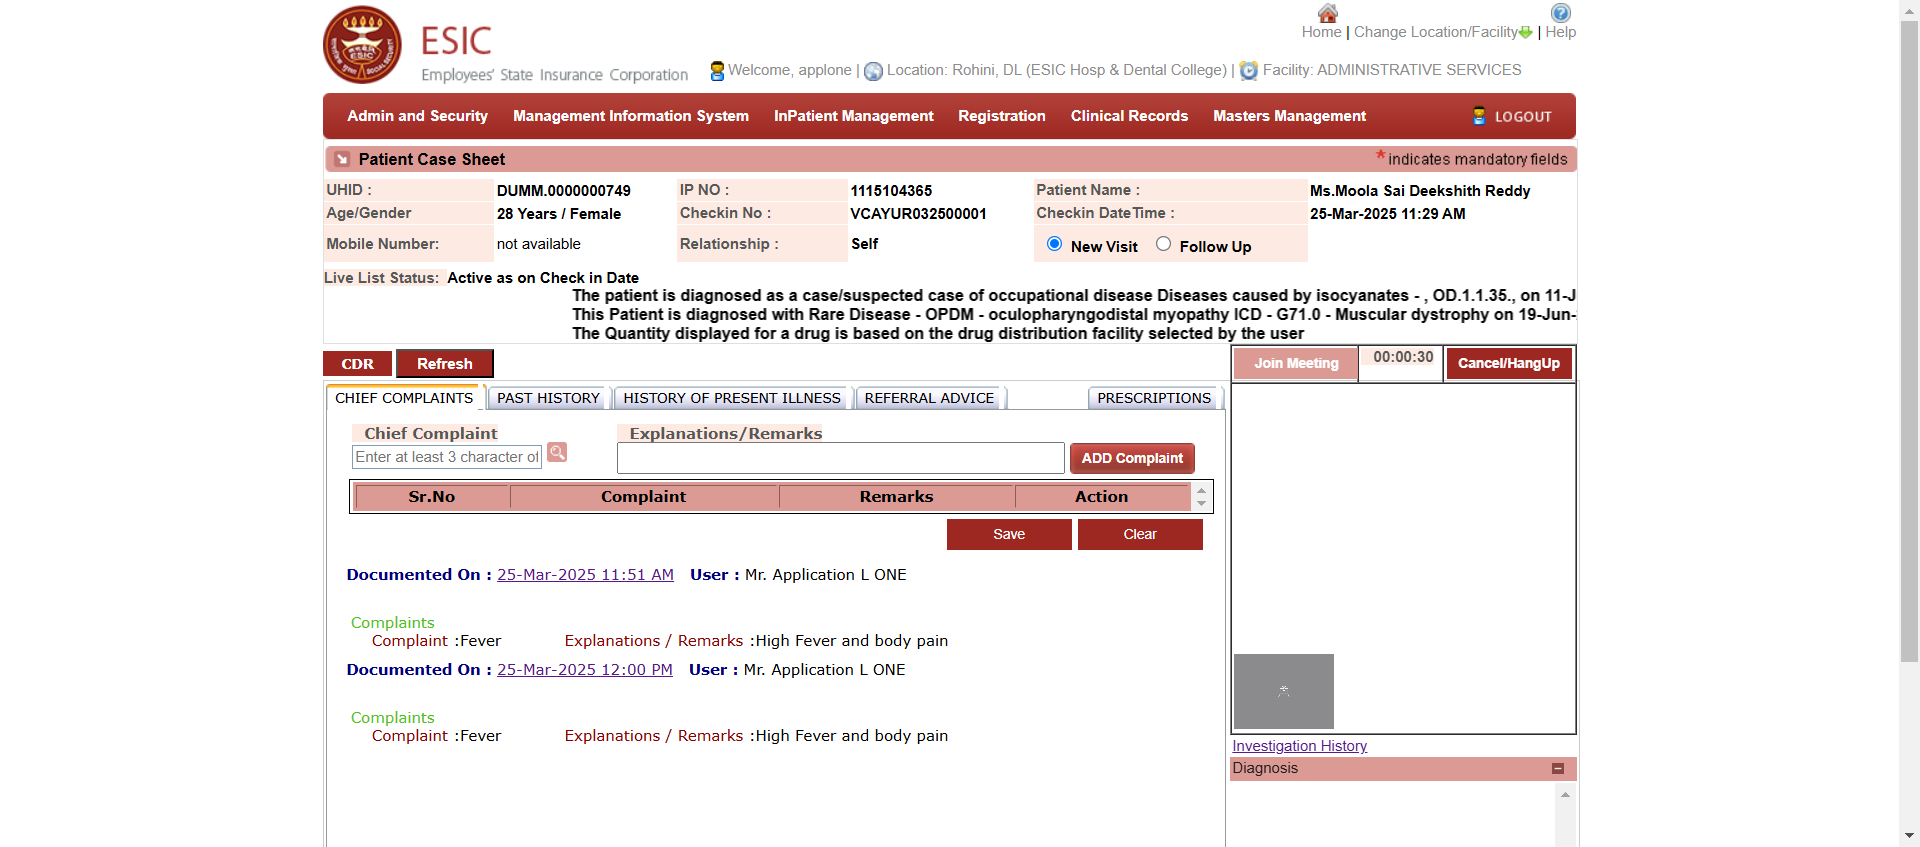 Home | Change Location/Facility | Help
ESIC
Employees' State Insurance Corporation
Welcome, applone | Location: Rohini, DL (ESIC Hosp & Dental College) | Facility: ADMINISTRATIVE SERVICES
Admin and Security Management Information System InPatient Management Registration Clinical Records Masters Management LOGOUT
Patient Case Sheet * indicates mandatory fields
UHID : DUMM.0000000749 IP NO : 1115104365 Patient Name : Ms.Moola Sai Deekshith Reddy
Age/Gender 28 Years / Female Checkin No : VCAYUR032500001 Checkin DateTime : 25-Mar-2025 11:29 AM
Mobile Number: not available Relationship : Self New Visit Follow Up
Live List Status: Active as on Check in Date
The patient is diagnosed as a case/suspected case of occupational disease Diseases caused by isocyanates - , OD.1.1.35., on 11-J
This Patient is diagnosed with Rare Disease - OPDM - oculopharyngodistal myopathy ICD - G71.0 - Muscular dystrophy on 19-Jun-
The Quantity displayed for a drug is based on the drug distribution facility selected by the user
CDR Refresh Join Meeting 00:00:30 Cancel/HangUp
CHIEF COMPLAINTS PAST HISTORY HISTORY OF PRESENT ILLNESS REFERRAL ADVICE PRESCRIPTIONS
Chief Complaint Explanations/Remarks
Enter at least 3 character of ADD Complaint
Sr.No Complaint Remarks Action
Save Clear
Documented On : 25-Mar-2025 11:51 AM User : Mr. Application L ONE
Complaints
Complaint :Fever Explanations / Remarks :High Fever and body pain
Documented On : 25-Mar-2025 12:00 PM User : Mr. Application L ONE
Complaints
Complaint :Fever Explanations / Remarks :High Fever and body pain
Investigation History
Diagnosis